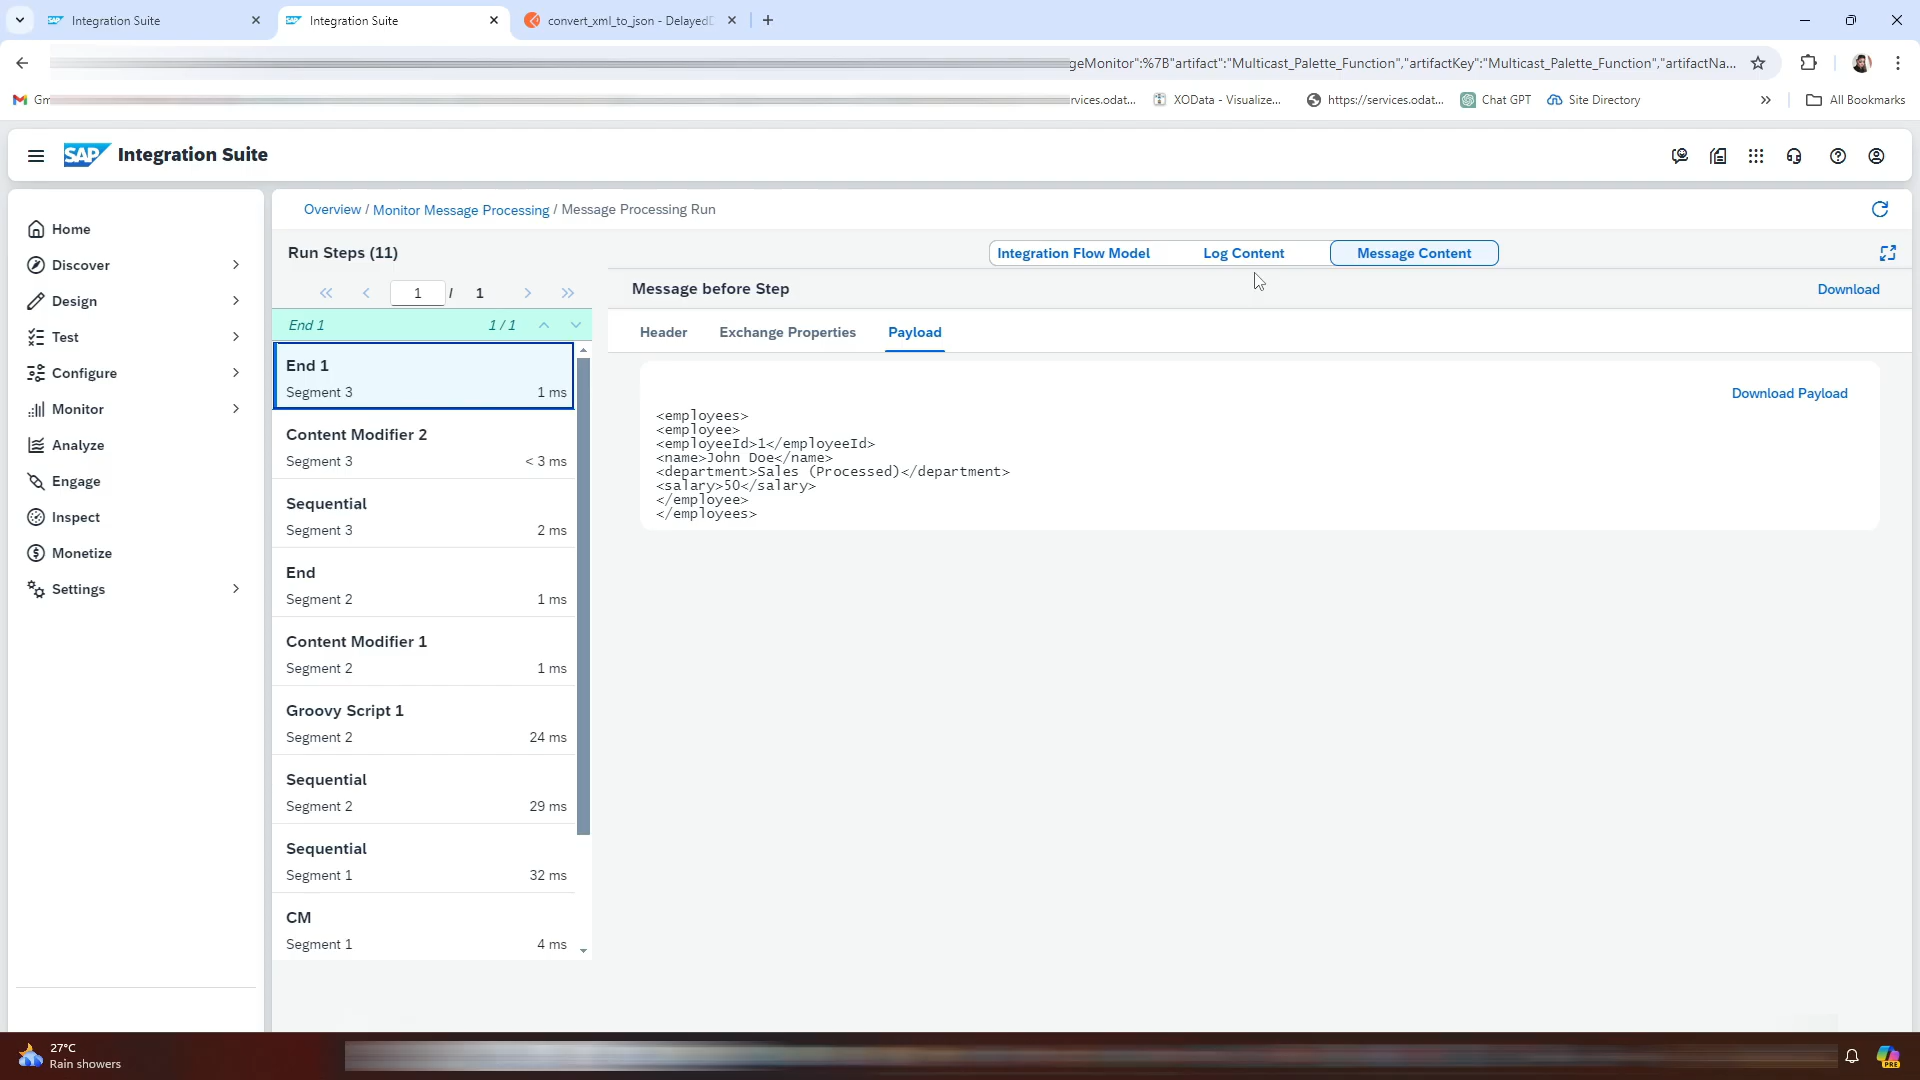 Integration Suite
Integration Suite
convert_xml_to_json - Delayed
geMonitor":%7B"artifact":"Multicast_Palette_Function","artifactKey":"Multicast_Palette_Function","artifactNa...
Gm
rvices.odat...
XOData - Visualize...
https://services.odat...
Chat GPT
Site Directory
All Bookmarks
SAP Integration Suite
Overview / Monitor Message Processing / Message Processing Run
Home
Discover
Design
Test
Configure
Monitor
Analyze
Engage
Inspect
Monetize
Settings
Run Steps (11)
1 / 1
End 1 1 / 1
End 1
Segment 3 1 ms
Content Modifier 2
Segment 3 < 3 ms
Sequential
Segment 3 2 ms
End
Segment 2 1 ms
Content Modifier 1
Segment 2 1 ms
Groovy Script 1
Segment 2 24 ms
Sequential
Segment 2 29 ms
Sequential
Segment 1 32 ms
CM
Segment 1 4 ms
Integration Flow Model Log Content Message Content
Message before Step Download
Header Exchange Properties Payload
Download Payload
<employees>
<employee>
<employeeId>1</employeeId>
<name>John Doe</name>
<department>Sales (Processed)</department>
<salary>50</salary>
</employee>
</employees>
27°C
Rain showers
PRE